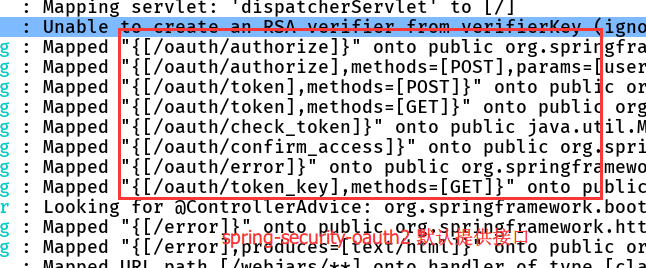 : Mapping servlet: 'dispatcherServlet' to [/]
: Unable to create an RSA verifier from verifierKey (igno
g : Mapped "{[/oauth/authorize]}" onto public org.springfra
g : Mapped "{[/oauth/authorize],methods=[POST],params=[user
g : Mapped "{[/oauth/token],methods=[POST]}" onto public o
g : Mapped "{[/oauth/token],methods=[GET]}" onto public org
g : Mapped "{[/oauth/check_token]}" onto public java.util.M
g : Mapped "{[/oauth/confirm_access]}" onto public org.sprin
g : Mapped "{[/oauth/error]}" onto public org.springframewo
g : Mapped "{[/oauth/token_key],methods=[GET]}" onto public
r : Looking for @ControllerAdvice: org.springframework.boot
g : Mapped "{[/error]}" onto public org.springframework.htt
spring-security-oauth2 默认提供接口
g : Mapped "{[/error],produces=[text/html]}" onto public o
: Mapped URL path [/webjars/**] onto handler of type [cla